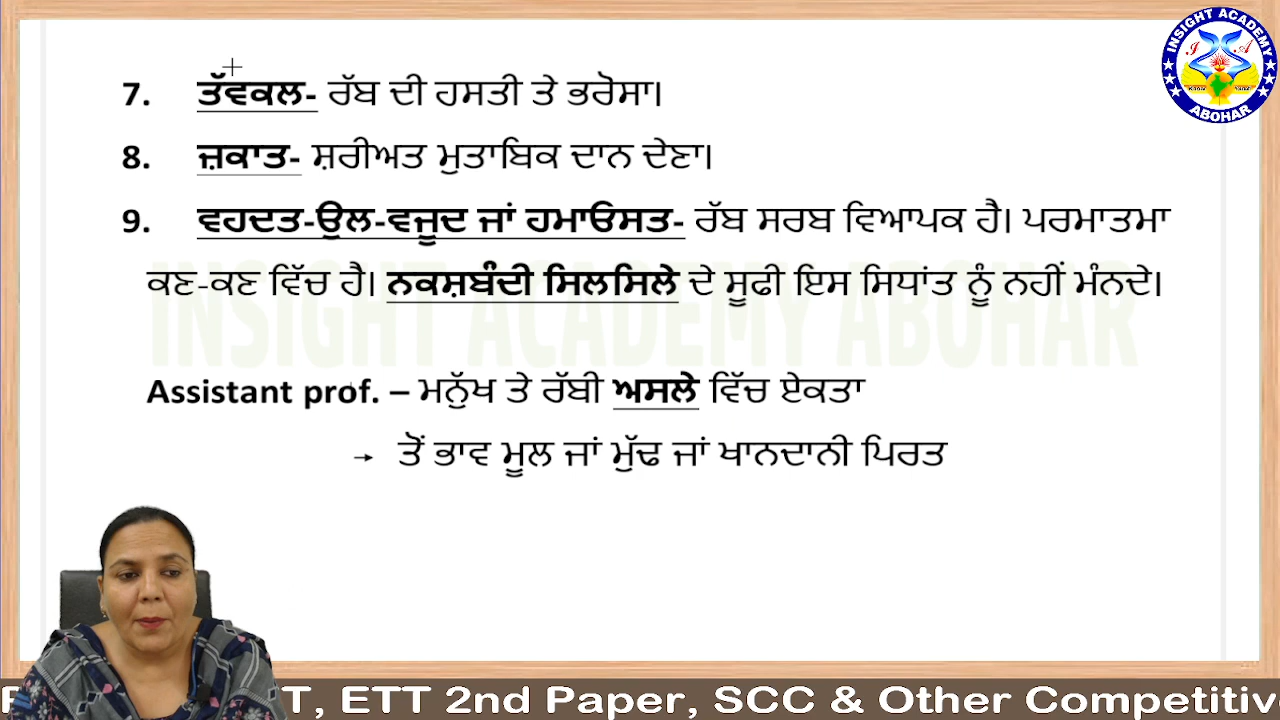 INSIGHT ACADEMY
ABOHAR
7. ਤੱਵਕਲ- ਰੱਬ ਦੀ ਹਸਤੀ ਤੇ ਭਰੋਸਾ।
8. ਜ਼ਕਾਤ- ਸ਼ਰੀਅਤ ਮੁਤਾਬਿਕ ਦਾਨ ਦੇਣਾ।
9. ਵਹਦਤ-ਉਲ-ਵਜੂਦ ਜਾਂ ਹਮਾਓਸਤ- ਰੱਬ ਸਰਬ ਵਿਆਪਕ ਹੈ। ਪਰਮਾਤਮਾ
ਕਣ-ਕਣ ਵਿੱਚ ਹੈ। ਨਕਸ਼ਬੰਦੀ ਸਿਲਸਿਲੇ ਦੇ ਸੂਫੀ ਇਸ ਸਿਧਾਂਤ ਨੂੰ ਨਹੀਂ ਮੰਨਦੇ।
INSIGHT ACADEMY ABOHAR
Assistant prof. – ਮਨੁੱਖ ਤੇ ਰੱਬੀ ਅਸਲੇ ਵਿੱਚ ਏਕਤਾ
→ ਤੋਂ ਭਾਵ ਮੂਲ ਜਾਂ ਮੁੱਢ ਜਾਂ ਖਾਨਦਾਨੀ ਪਿਰਤ
T, ETT 2nd Paper, SCC & Other Competitiv